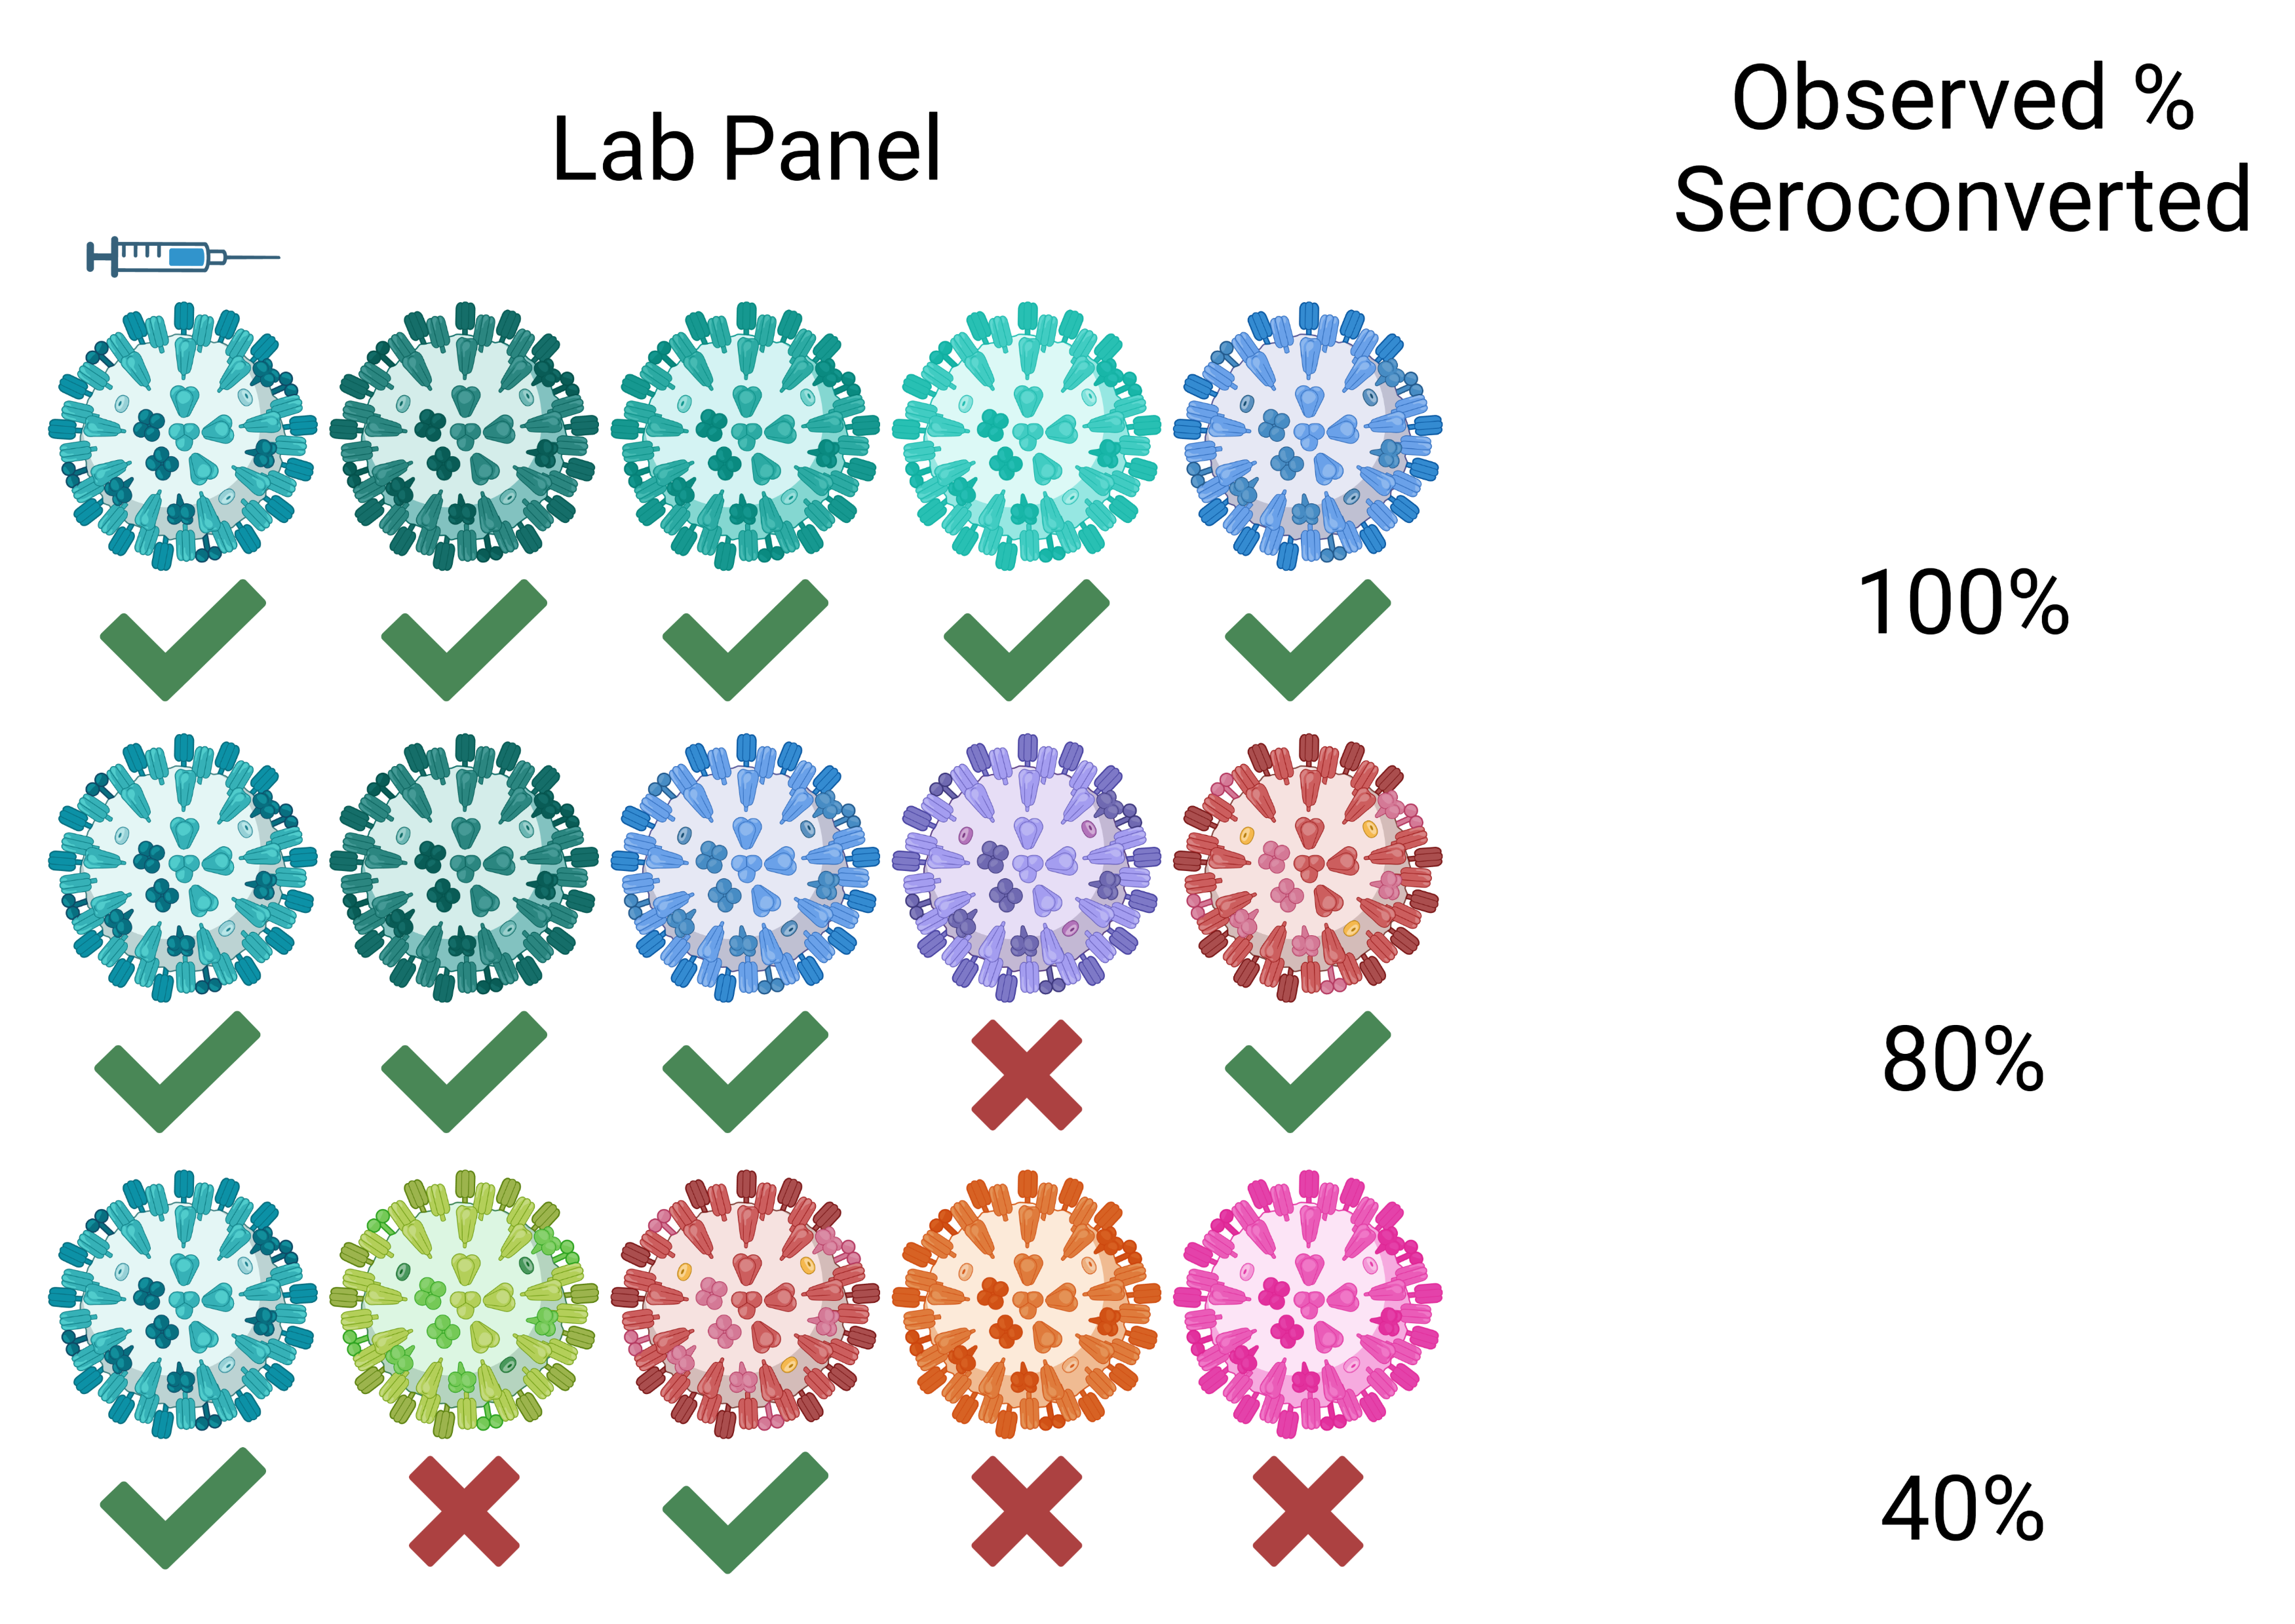 Observed %
Lab Panel
Seroconverted
100%
80%
40%